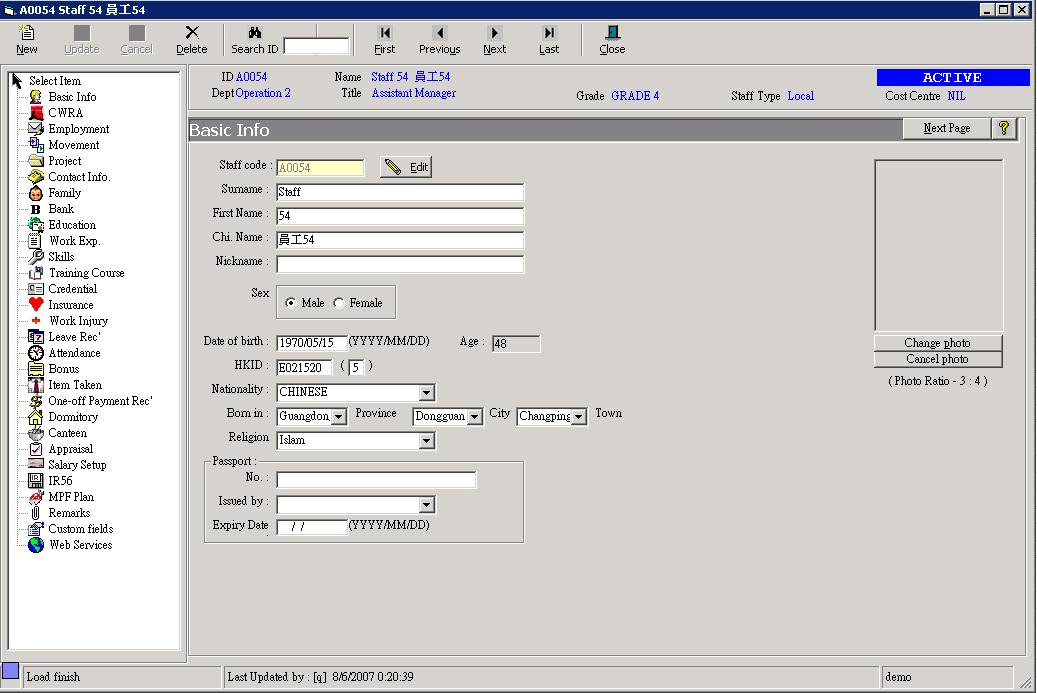 A0054 Staff 54 員工54
New Update Cancel Delete Search ID First Previous Next Last Close
Select Item
Basic Info
CWRA
Employment
Movement
Project
Contact Info.
Family
Bank
Education
Work Exp.
Skills
Training Course
Credential
Insurance
Work Injury
Leave Rec'
Attendance
Bonus
Item Taken
One-off Payment Rec'
Dormitory
Canteen
Appraisal
Salary Setup
IR56
MPF Plan
Remarks
Custom fields
Web Services
ID A0054 Name Staff 54 員工54 ACTIVE
Dept Operation 2 Title Assistant Manager Grade GRADE 4 Staff Type Local Cost Centre NIL
Basic Info Next Page ?
Staff code : A0054 Edit
Surname : Staff
First Name : 54
Chi. Name : 員工54
Nickname :
Sex Male Female
Date of birth : 1970/05/15 (YYYY/MM/DD) Age : 48
HKID : E021520 ( 5 )
Nationality : CHINESE
Born in : Guangdon Province Dongguan City Changping Town
Religion Islam
Passport :
No. :
Issued by :
Expiry Date / / (YYYY/MM/DD)
Change photo
Cancel photo
( Photo Ratio - 3 : 4 )
Load finish Last Updated by : [q] 8/6/2007 0:20:39 demo